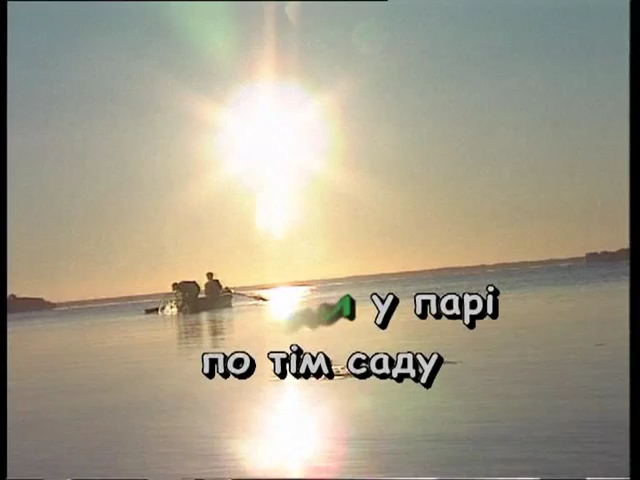 у парі
по тім саду